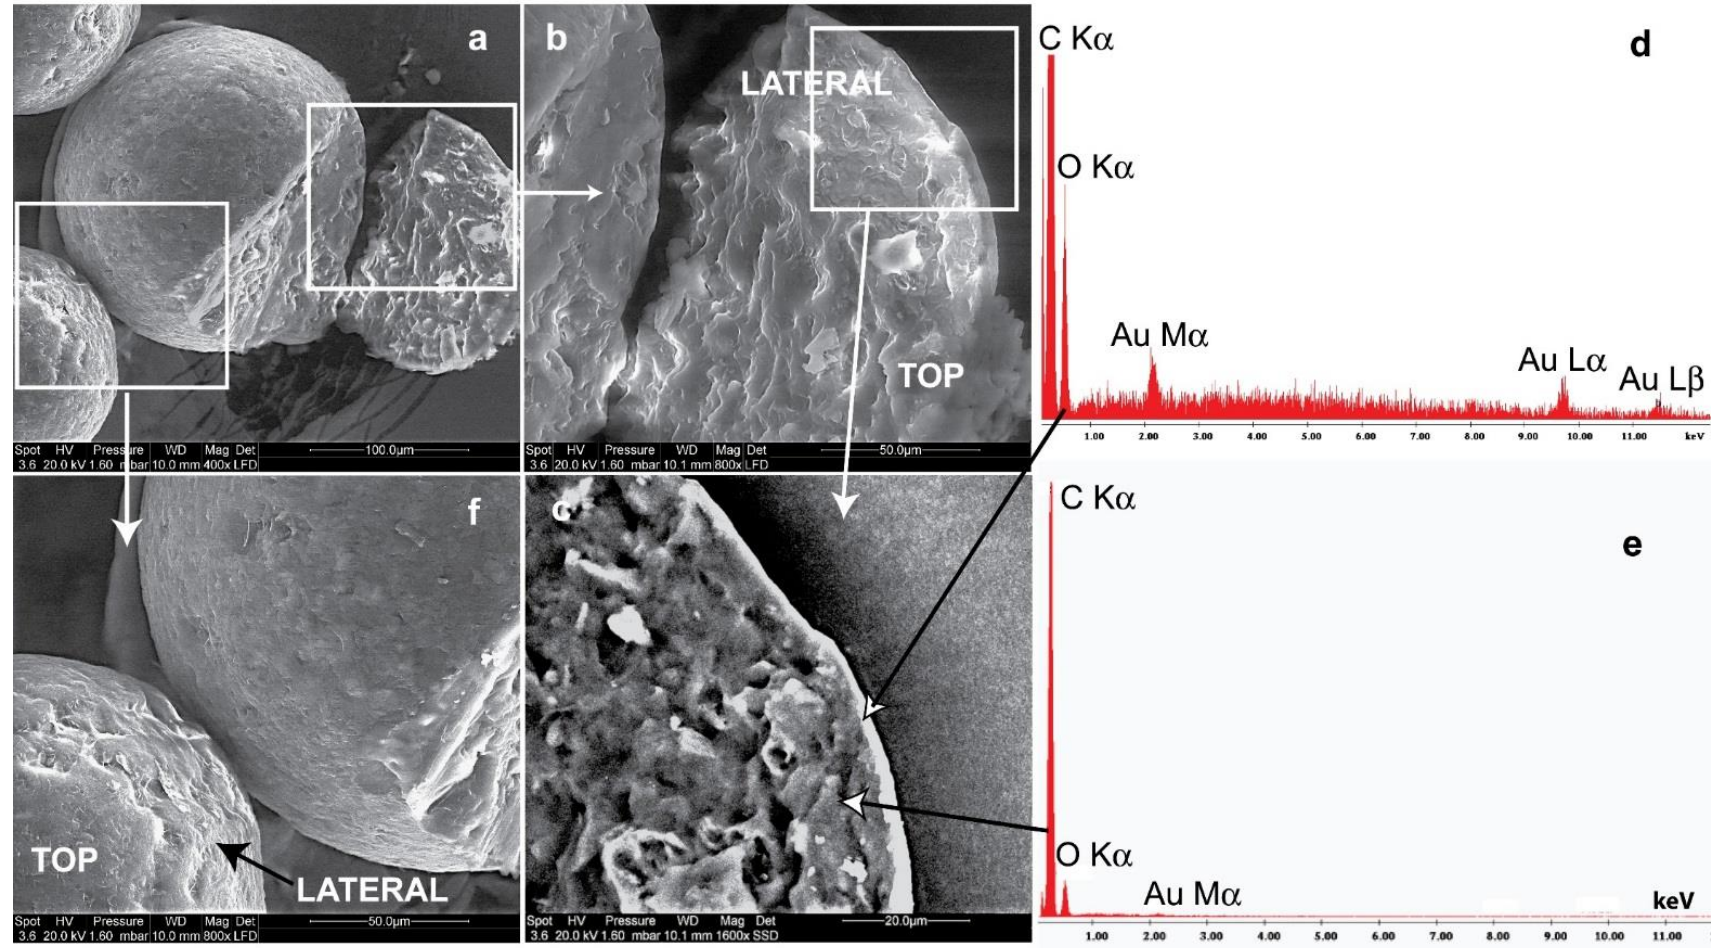 a
Spot HV Pressure WD Mag Det 100.0µm
3.6 20.0 kV 1.60 mbar 10.0 mm 400x LFD
b
LATERAL
TOP
Spot HV Pressure WD Mag Det 50.0µm
3.6 20.0 kV 1.60 mbar 10.1 mm 800x LFD
d
C Kα
O Kα
Au Mα
Au Lα
Au Lβ
1.00 2.00 3.00 4.00 5.00 6.00 7.00 8.00 9.00 10.00 11.00 keV
f
TOP
LATERAL
Spot HV Pressure WD Mag Det 50.0µm
3.6 20.0 kV 1.60 mbar 10.0 mm 800x LFD
c
Spot HV Pressure WD Mag Det 20.0µm
3.6 20.0 kV 1.60 mbar 10.1 mm 1600x SSD
C Kα
e
O Kα
Au Mα
keV
1.00 2.00 3.00 4.00 5.00 6.00 7.00 8.00 9.00 10.00 11.00